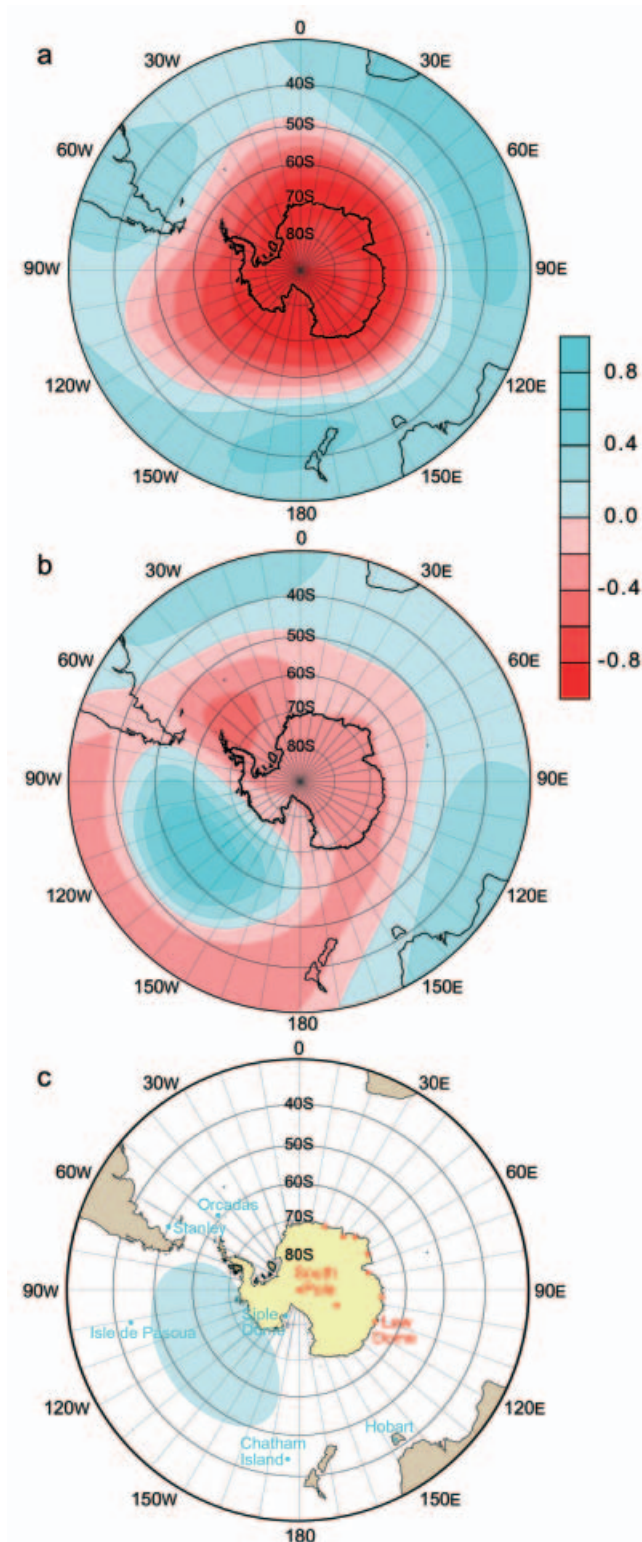 a
0
30W
30E
40S
50S
60W
60S
60E
70S
80S
90W
90E
120W
120E
150W
150E
180
0.8
0.4
0.0
-0.4
-0.8
b
0
30W
30E
40S
50S
60W
60S
60E
70S
80S
90W
90E
120W
120E
150W
150E
180
c
0
30W
30E
40S
50S
60W
60S
60E
Orcadas
70S
Stanley
80S
South
Pole
90W
90E
Siple
Dome
Law
Dome
Isle de Pascua
120W
120E
Hobart
Chatham
Island
150W
150E
180